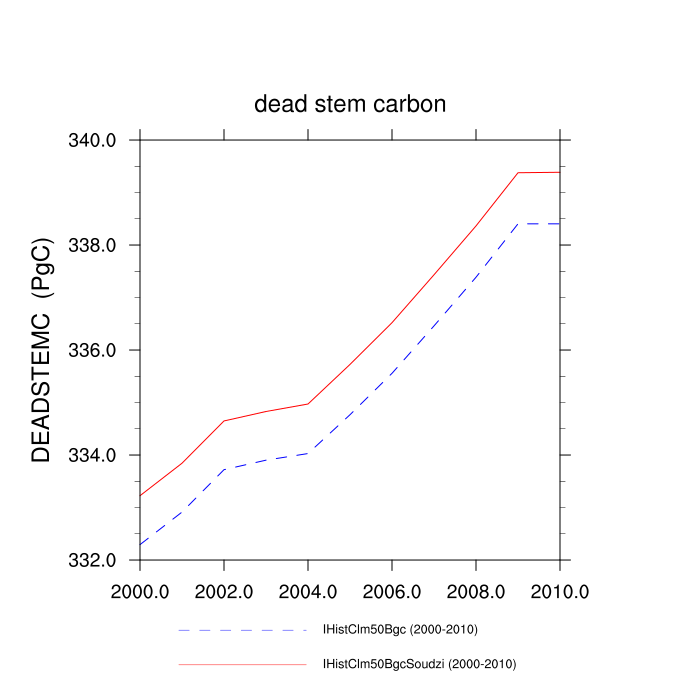 dead stem carbon
DEADSTEMC (PgC)
340.0
338.0
336.0
334.0
332.0
2000.0 2002.0 2004.0 2006.0 2008.0 2010.0
IHistClm50Bgc (2000-2010)
IHistClm50BgcSoudzi (2000-2010)